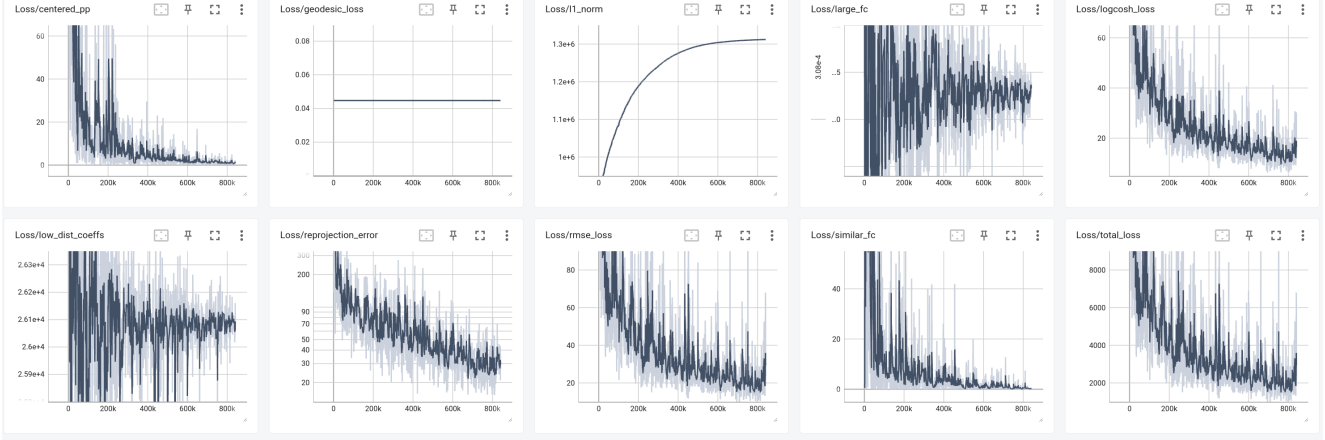 Loss/centered_pp
60
40
20
0
0 200k 400k 600k 800k
Loss/geodesic_loss
0.08
0.06
0.04
0.02
0 200k 400k 600k 800k
Loss/l1_norm
1.3e+6
1.2e+6
1.1e+6
1e+6
0 200k 400k 600k 800k
Loss/large_fc
3.08e-4
..5
..0
0 200k 400k 600k 800k
Loss/logcosh_loss
60
40
20
0 200k 400k 600k 800k
Loss/low_dist_coeffs
2.63e+4
2.62e+4
2.61e+4
2.6e+4
2.59e+4
0 200k 400k 600k 800k
Loss/reprojection_error
300
200
90
70
50
40
30
20
0 200k 400k 600k 800k
Loss/rmse_loss
80
60
40
20
0 200k 400k 600k 800k
Loss/similar_fc
40
20
0
0 200k 400k 600k 800k
Loss/total_loss
8000
6000
4000
2000
0 200k 400k 600k 800k